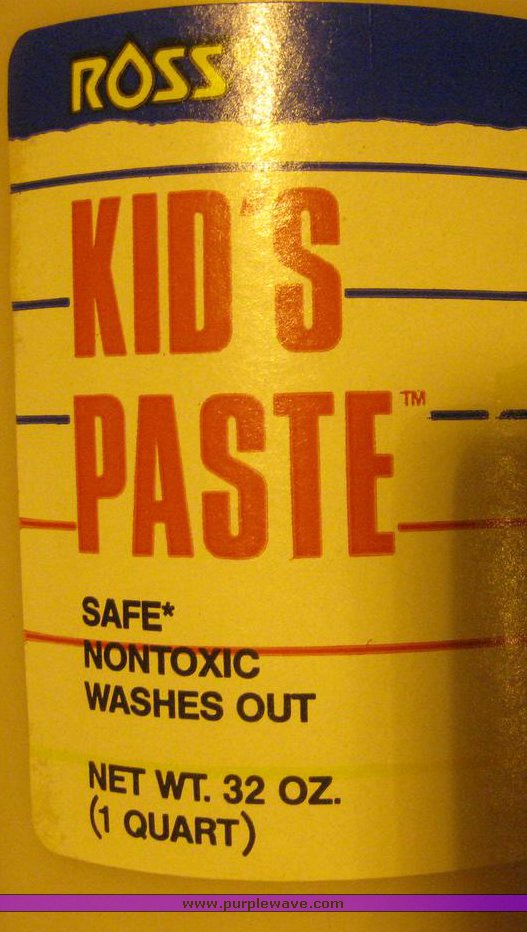 ROSS
KID'S
PASTE™
SAFE*
NONTOXIC
WASHES OUT
NET WT. 32 OZ.
(1 QUART)
www.purplewave.com